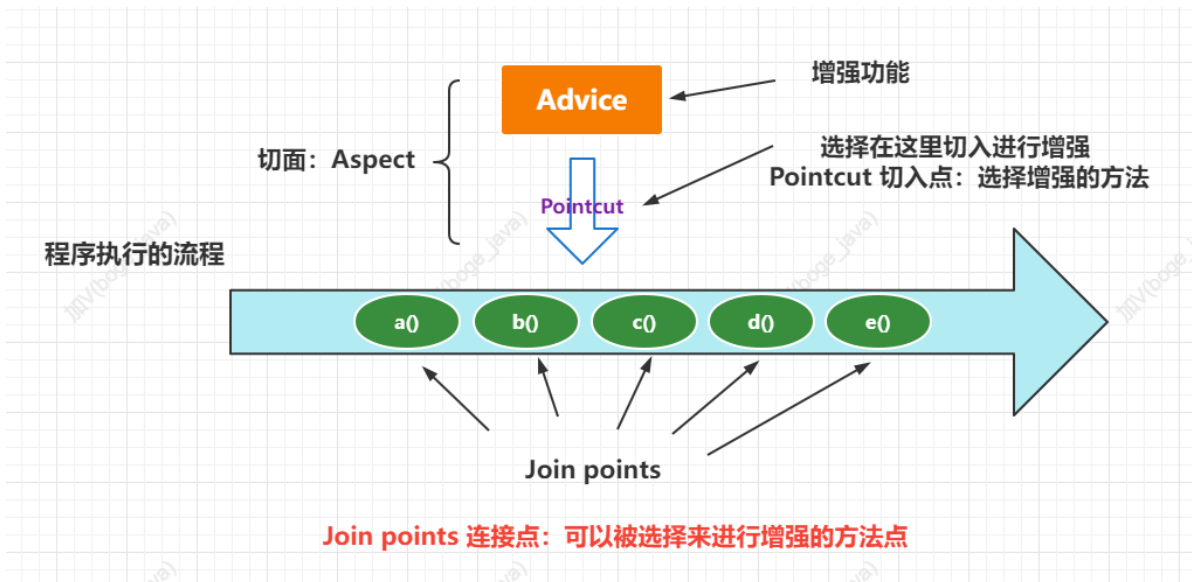 增强功能
Advice
切面：Aspect
选择在这里切入进行增强
Pointcut 切入点：选择增强的方法
Pointcut
程序执行的流程
a()
b()
c()
d()
e()
Join points
Join points 连接点：可以被选择来进行增强的方法点
加V(boge_java)